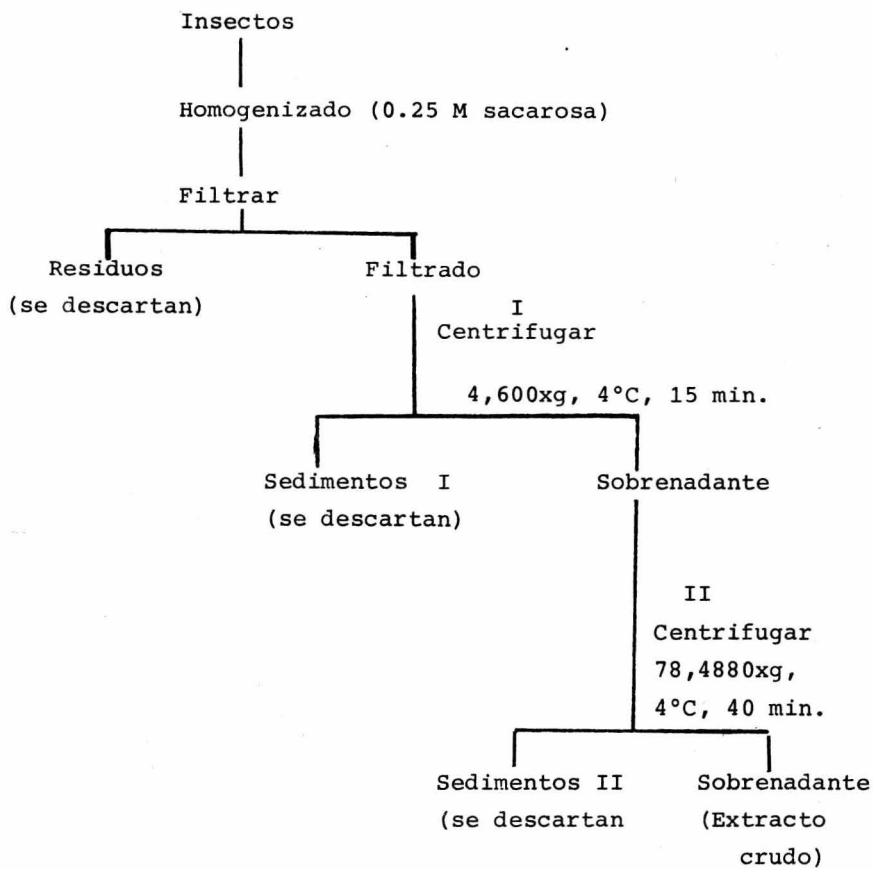 Insectos
Homogenizado (0.25 M sacarosa)
Filtrar
Residuos
(se descartan)
Filtrado
I
Centrifugar
4,600xg, 4°C, 15 min.
Sedimentos I
(se descartan)
Sobrenadante
II
Centrifugar
78,4880xg,
4°C, 40 min.
Sedimentos II
(se descartan
Sobrenadante
(Extracto
crudo)